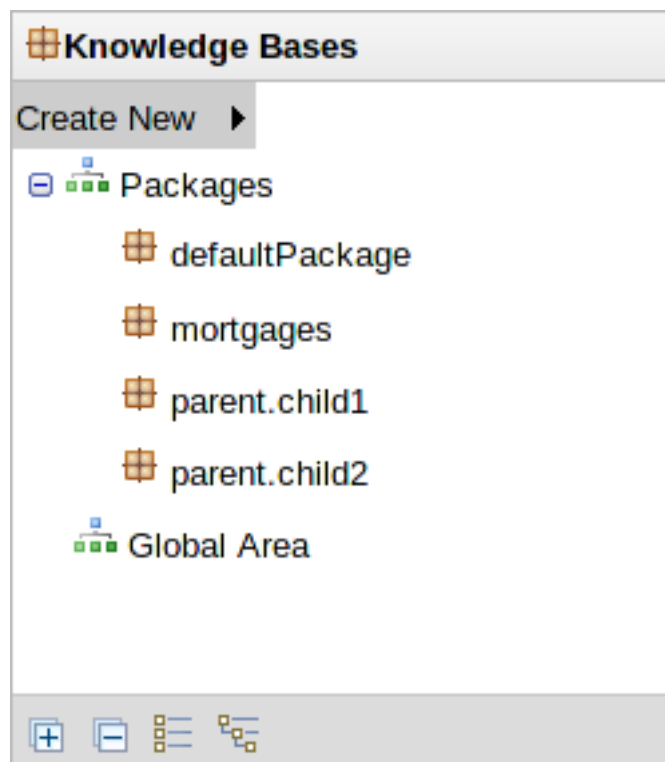 Knowledge Bases
Create New
Packages
defaultPackage
mortgages
parent.child1
parent.child2
Global Area